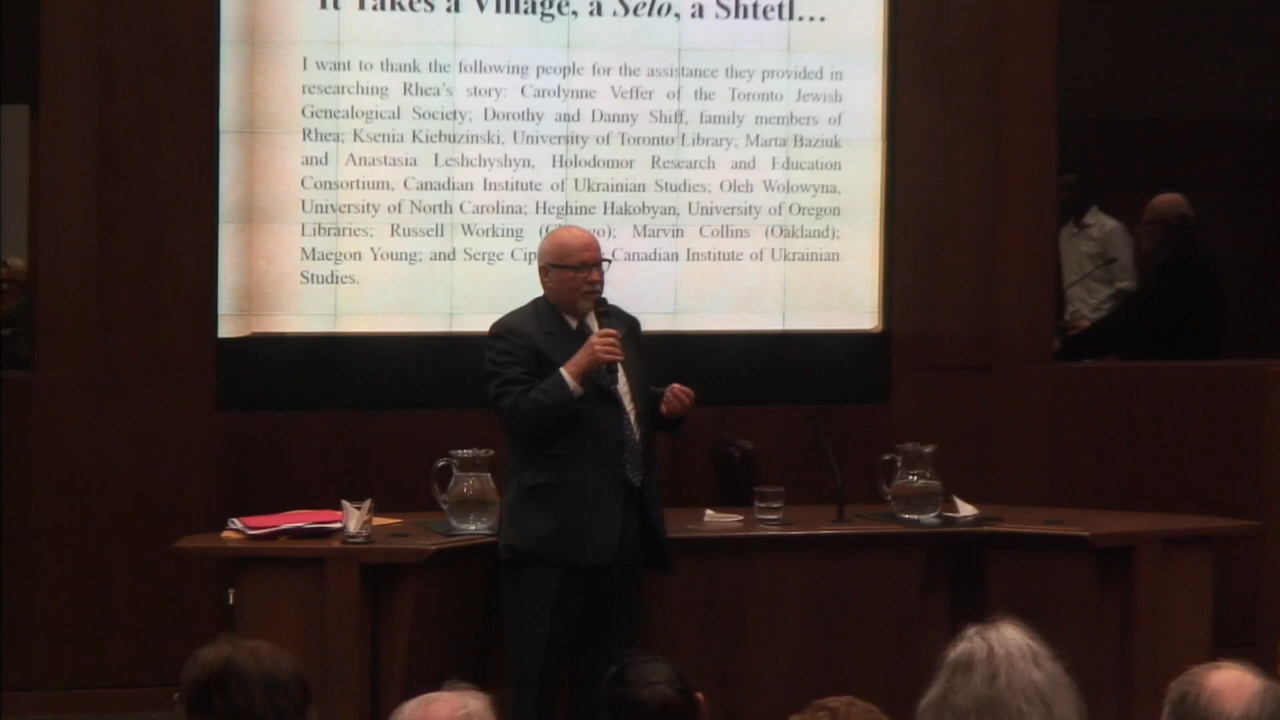 It Takes a Village, a Selo, a Shtetl…
I want to thank the following people for the assistance they provided in
researching Rhea's story: Carolynne Veffer of the Toronto Jewish
Genealogical Society; Dorothy and Danny Shiff, family members of
Rhea; Ksenia Kiebuzinski, University of Toronto Library; Marta Baziuk
and Anastasia Leshchyshyn, Holodomor Research and Education
Consortium, Canadian Institute of Ukrainian Studies; Oleh Wolowyna,
University of North Carolina; Heghine Hakobyan, University of Oregon
Libraries; Russell Working Marvin Collins (Oakland);
Maegon Young; and Serge Canadian Institute of Ukrainian
Studies.